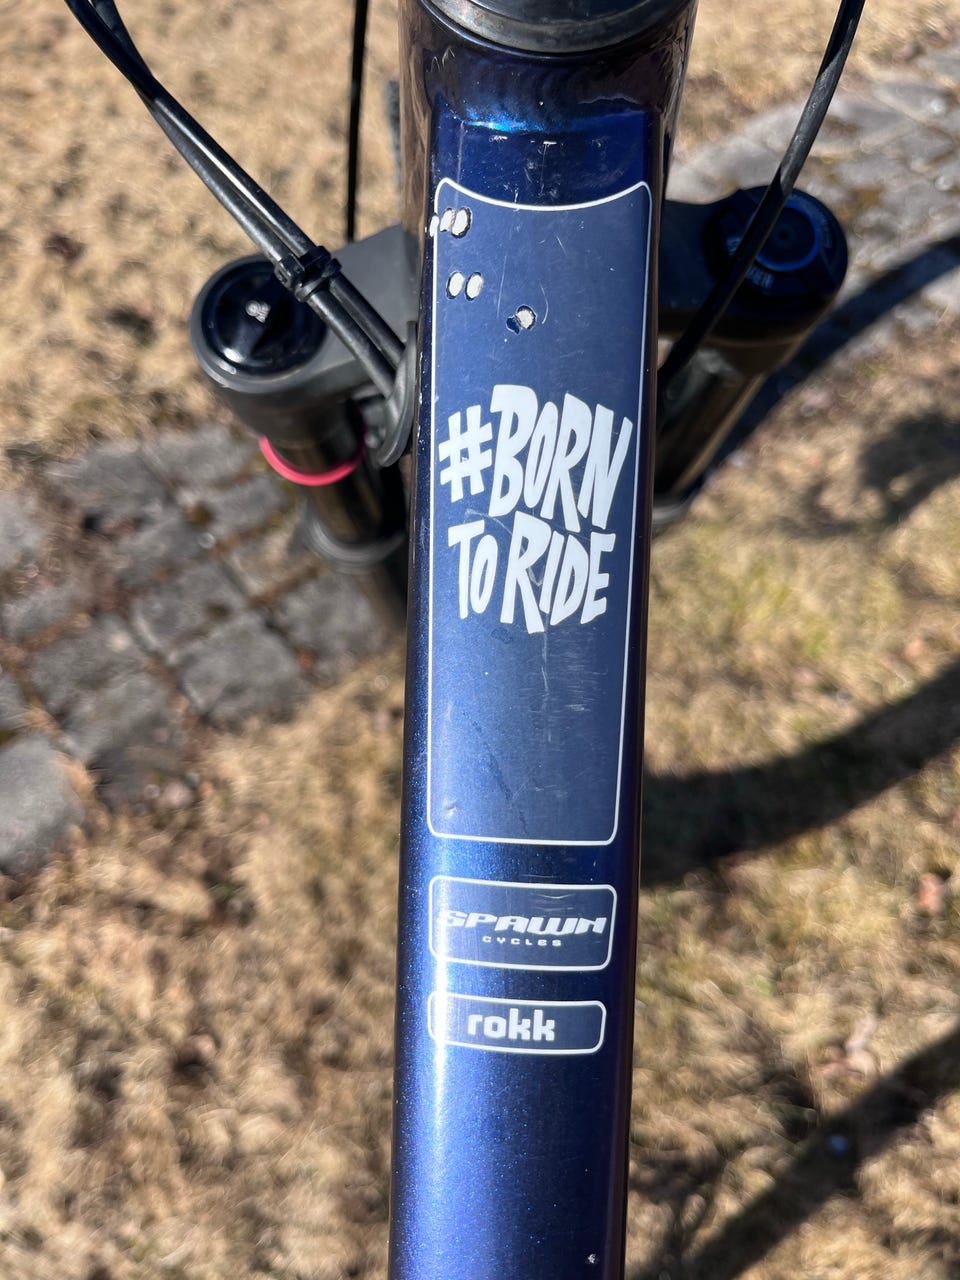 #BORN
TO RIDE
SPAWN
CYCLES
rokk